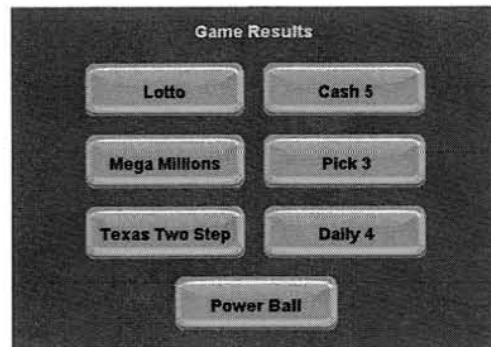 Game Results
Lotto
Cash 5
Mega Millions
Pick 3
Texas Two Step
Daily 4
Power Ball